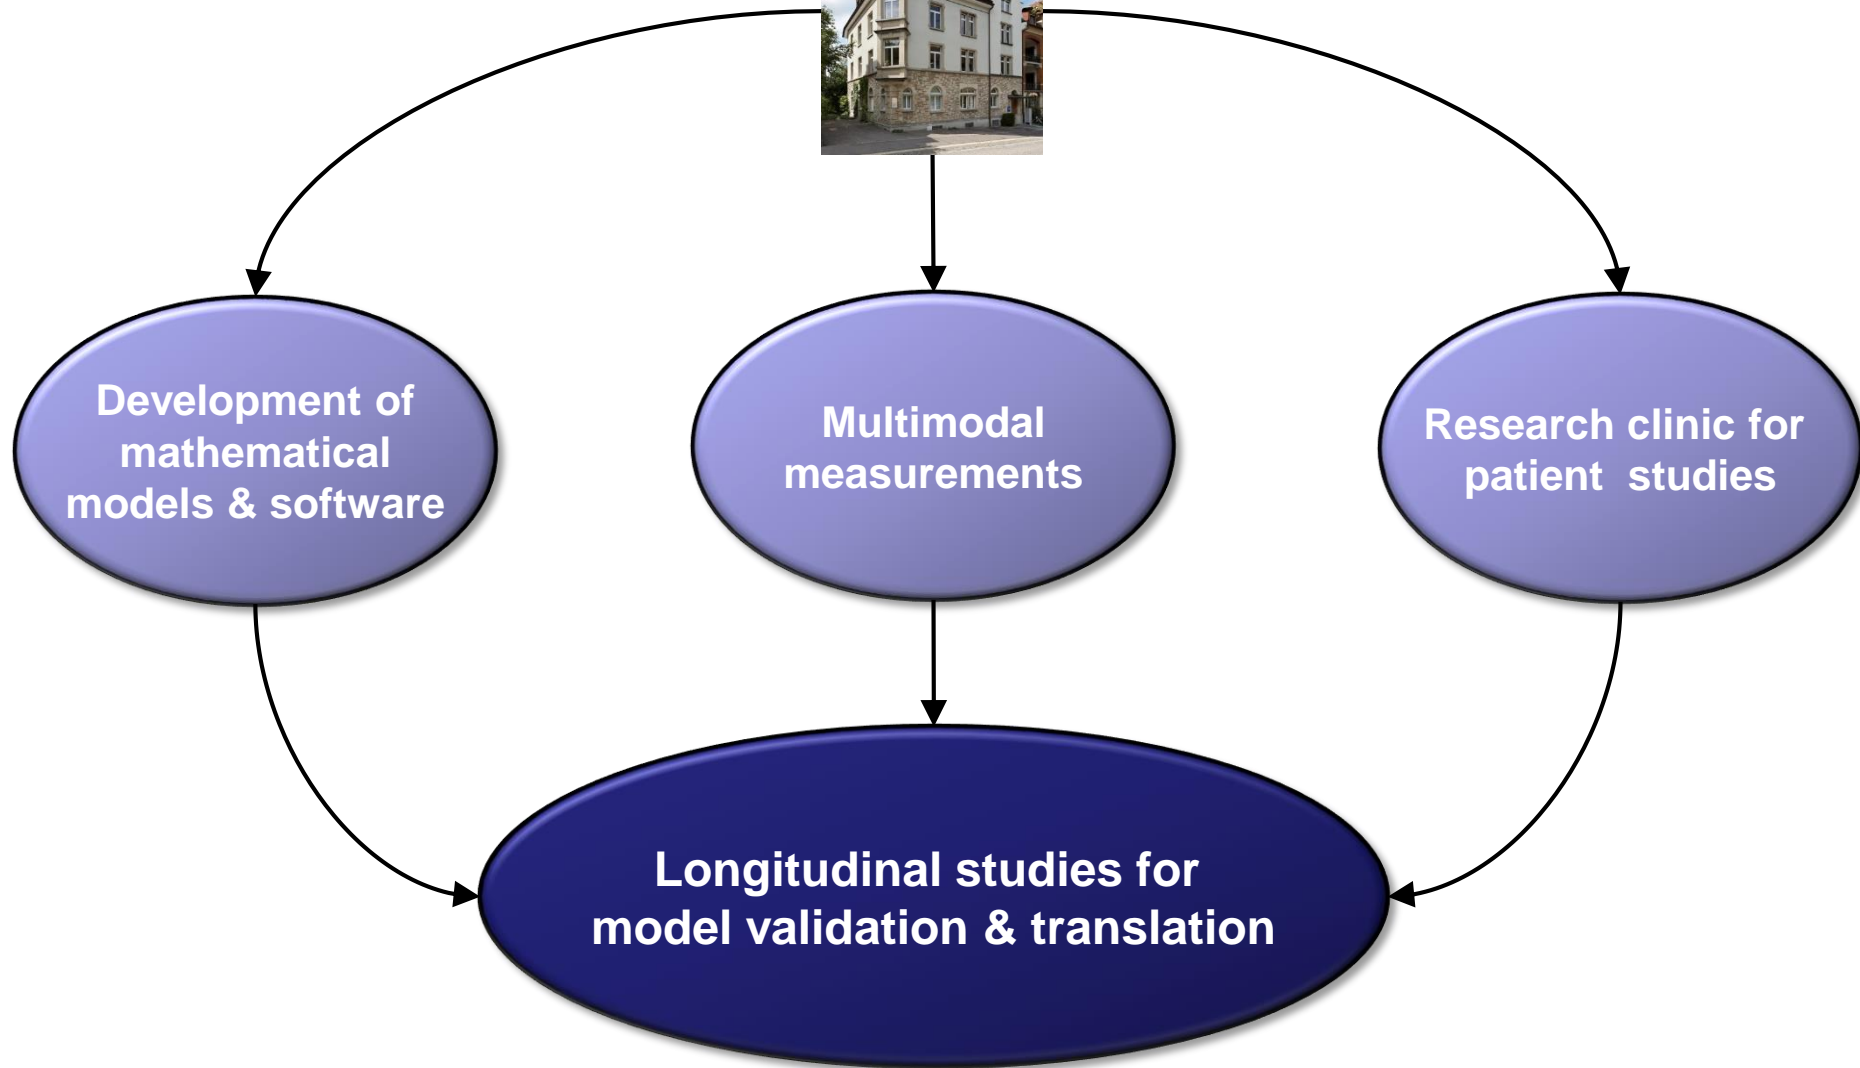 Development of
mathematical
models & software
Multimodal
measurements
Research clinic for
patient  studies
Longitudinal studies for
model validation & translation